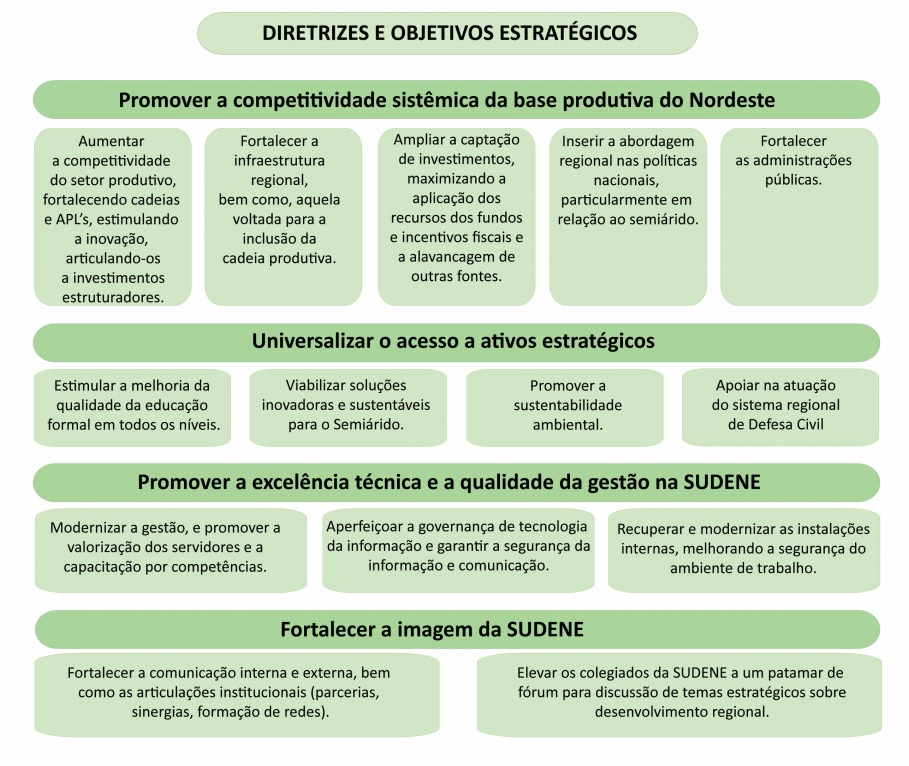 DIRETRIZES E OBJETIVOS ESTRATÉGICOS
Promover a competitividade sistêmica da base produtiva do Nordeste
Aumentar
a competitividade
do setor produtivo,
fortalecendo cadeias
e APL’s, estimulando
a inovação,
articulando-os
a investimentos
estruturadores.
Fortalecer a
infraestrutura
regional,
bem como, aquela
voltada para a
inclusão da
cadeia produtiva.
Ampliar a captação
de investimentos,
maximizando a
aplicação dos
recursos dos fundos
e incentivos fiscais e
a alavancagem de
outras fontes.
Inserir a abordagem
regional nas políticas
nacionais,
particularmente em
relação ao semiárido.
Fortalecer
as administrações
públicas.
Universalizar o acesso a ativos estratégicos
Estimular a melhoria da
qualidade da educação
formal em todos os níveis.
Viabilizar soluções
inovadoras e sustentáveis
para o Semiárido.
Promover a
sustentabilidade
ambiental.
Apoiar na atuação
do sistema regional
de Defesa Civil
Promover a excelência técnica e a qualidade da gestão na SUDENE
Modernizar a gestão, e promover a
valorização dos servidores e a
capacitação por competências.
Aperfeiçoar a governança de tecnologia
da informação e garantir a segurança da
informação e comunicação.
Recuperar e modernizar as instalações
internas, melhorando a segurança do
ambiente de trabalho.
Fortalecer a imagem da SUDENE
Fortalecer a comunicação interna e externa, bem
como as articulações institucionais (parcerias,
sinergias, formação de redes).
Elevar os colegiados da SUDENE a um patamar de
fórum para discussão de temas estratégicos sobre
desenvolvimento regional.